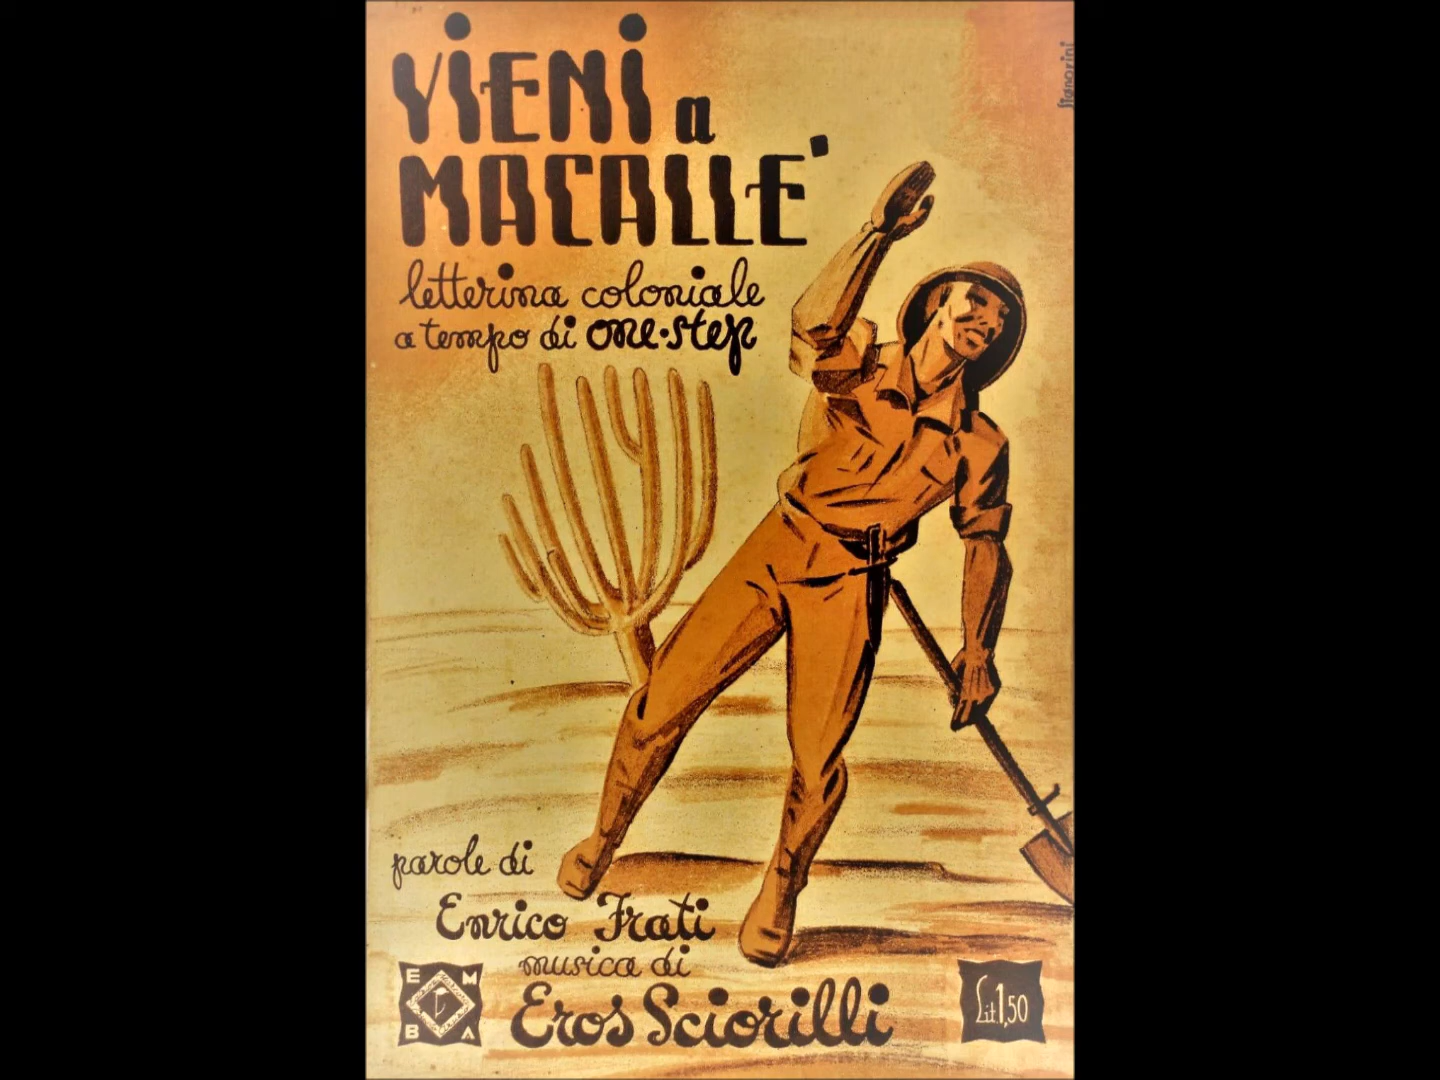 VIENI a
MACALLE'
letterina coloniale
a tempo di one-step
parole di
Enrico Frati
musica di
Eros Sciorilli
E M
B A
Lit. 1,50